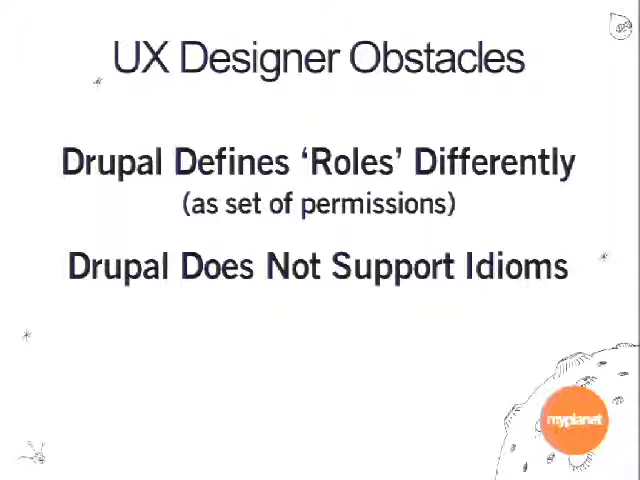 UX Designer Obstacles
Drupal Defines ‘Roles’ Differently
(as set of permissions)
Drupal Does Not Support Idioms
myplanet